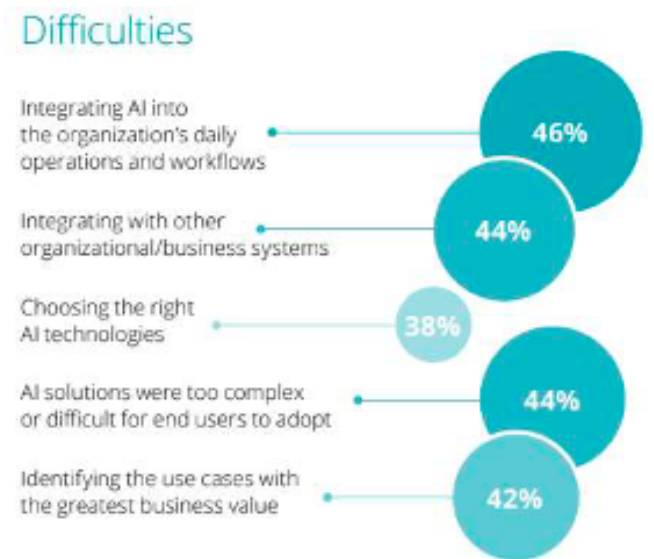 Difficulties
Integrating AI into
the organization's daily
operations and workflows
46%
Integrating with other
organizational/business systems
44%
Choosing the right
AI technologies
38%
AI solutions were too complex
or difficult for end users to adopt
44%
Identifying the use cases with
the greatest business value
42%